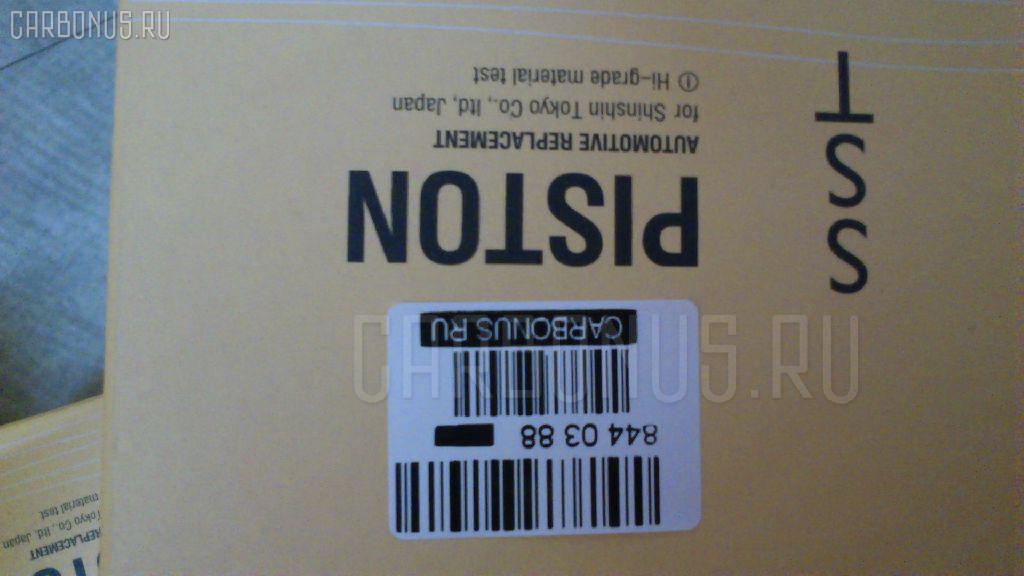 844 03 88
CARBONUS RU
S
S
T
PISTON
AUTOMOTIVE REPLACEMENT
for Shinshin Tokyo Co., ltd, Japan
① Hi-grade material test
REPLACEMENT
Tokyo Co., ltd, Japan
material test
CARBONUS.RU
CARBONUS.RU